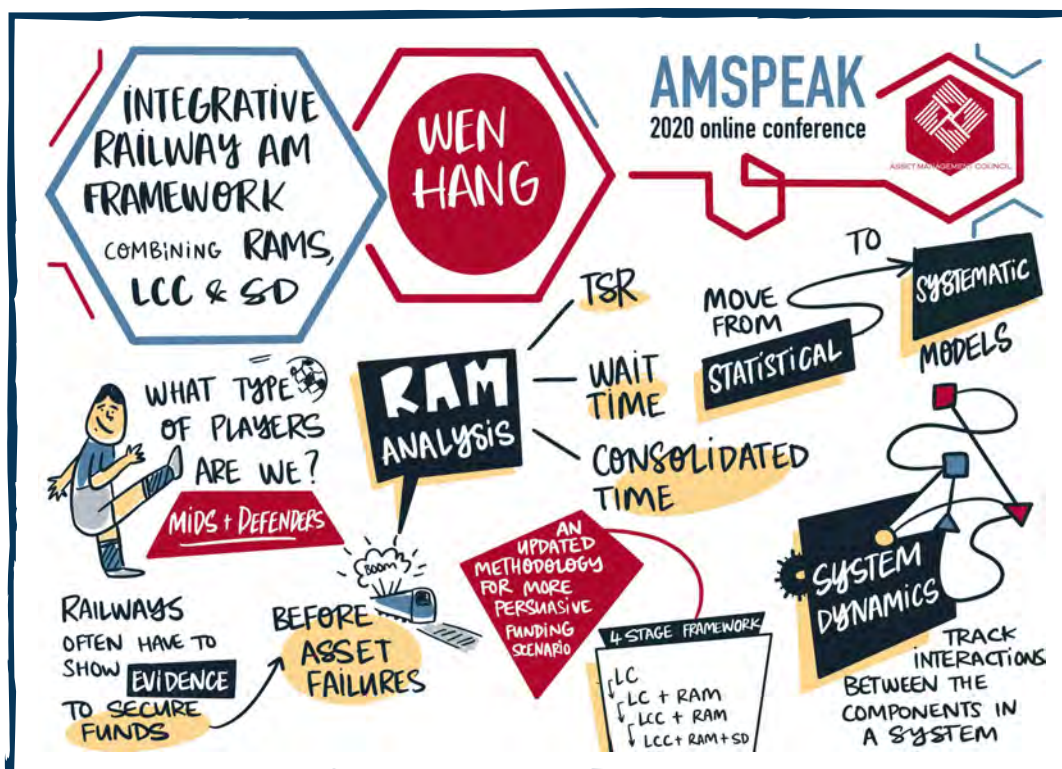 INTEGRATIVE
RAILWAY AM
FRAMEWORK
COMBINING RAMS,
LCC & SD
WEN
HANG
AMSPEAK
2020 online conference
ASSET MANAGEMENT COUNCIL
WHAT TYPE
OF PLAYERS
ARE WE?
MIDS + DEFENDERS
RAM
ANALYSIS
TSR
WAIT
TIME
CONSOLIDATED
TIME
MOVE
FROM
STATISTICAL
TO
SYSTEMATIC
MODELS
RAILWAYS
OFTEN HAVE TO
SHOW EVIDENCE
TO SECURE
FUNDS
BEFORE
ASSET
FAILURES
BOOM
AN
UPDATED
METHODOLOGY
FOR MORE
PERSUASIVE
FUNDING
SCENARIO
4 STAGE FRAMEWORK
LC
LC + RAM
LCC + RAM
LCC + RAM + SD
SYSTEM
DYNAMICS
TRACK
INTERACTIONS
BETWEEN THE
COMPONENTS IN
A SYSTEM